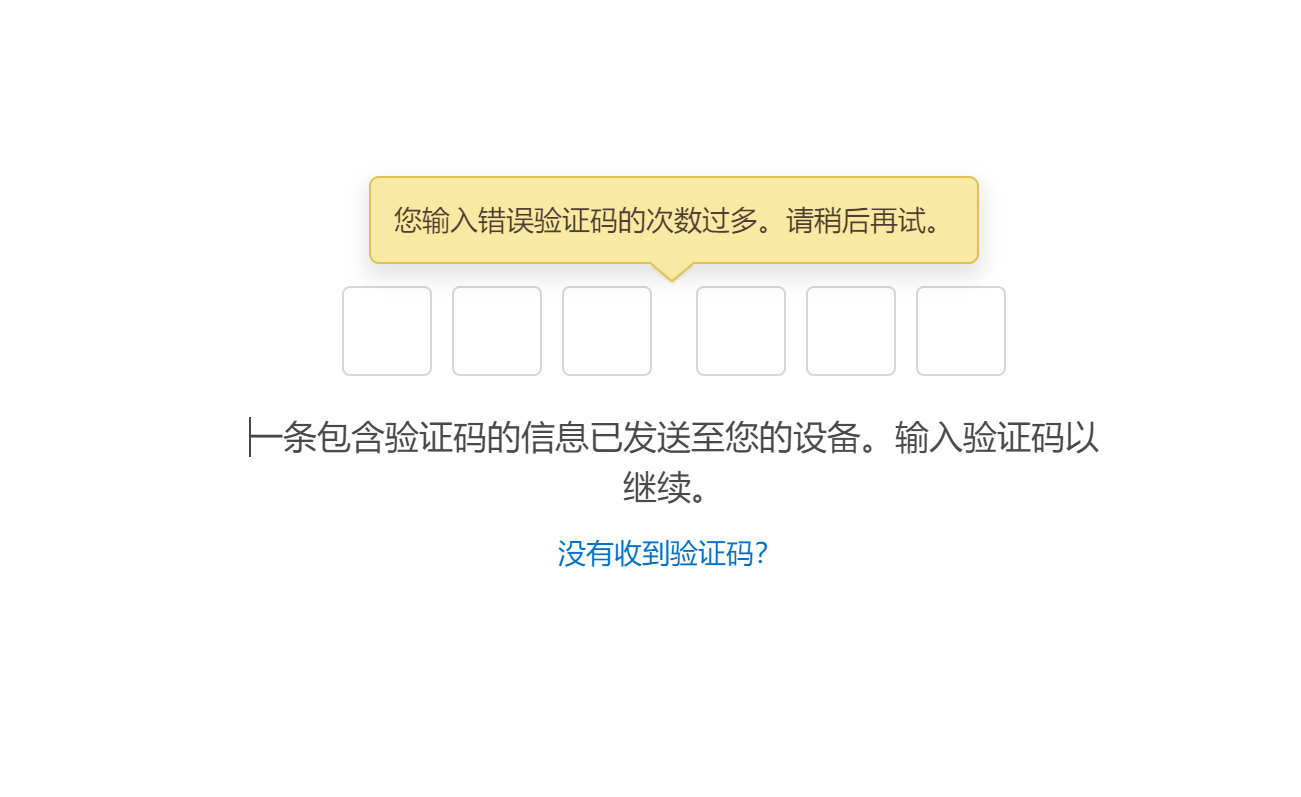 您输入错误验证码的次数过多。请稍后再试。
一条包含验证码的信息已发送至您的设备。输入验证码以
继续。
没有收到验证码?